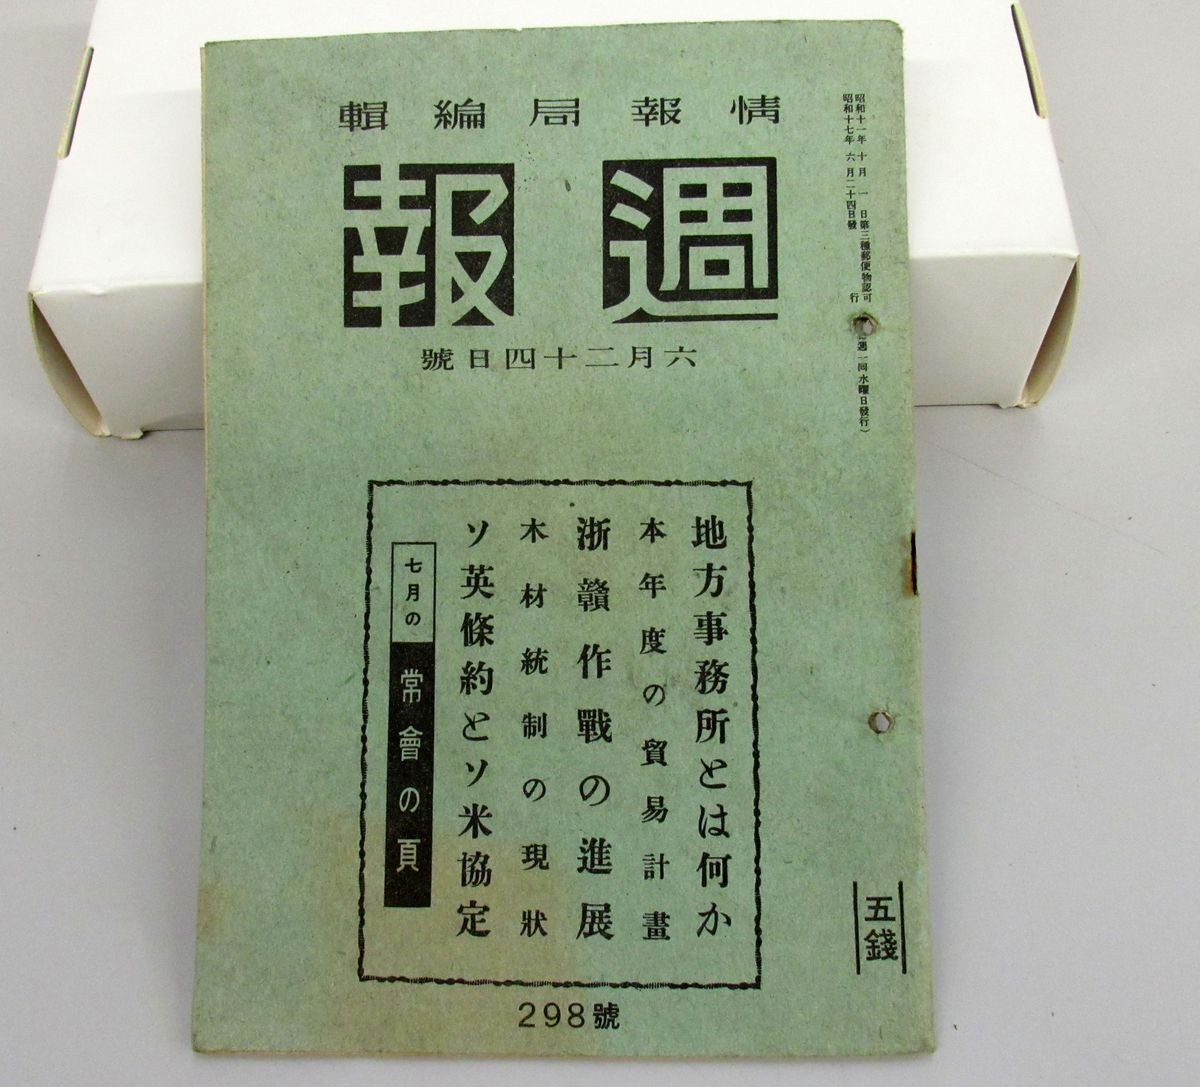 情報局編輯
週報
六月二十四日號
昭和十一年十月一日第三種郵便物認可
昭和十七年六月二十四日發行
週一回水曜日發行)
地方事務所とは何か
本年度の貿易計畫
浙贛作戰の進展
木材統制の現狀
ソ英條約とソ米協定
七月の
常會の頁
五錢
298號